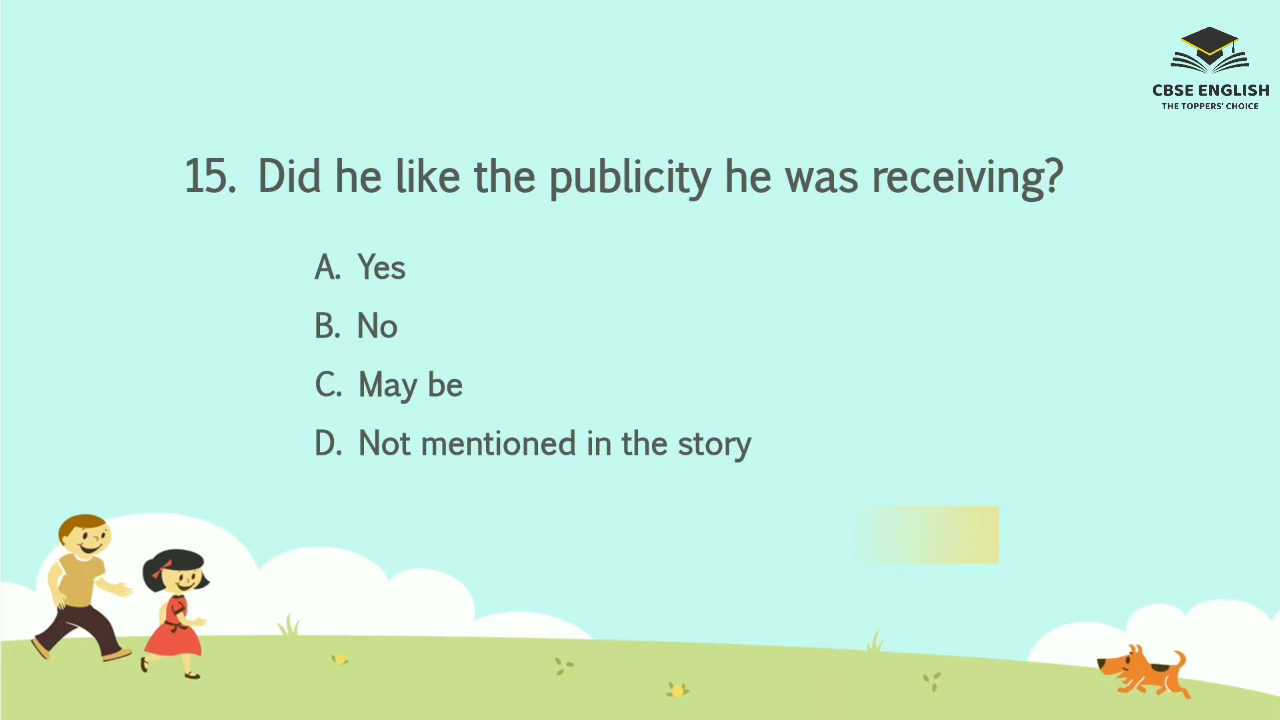 CBSE ENGLISH
THE TOPPERS' CHOICE
15. Did he like the publicity he was receiving?
A. Yes
B. No
C. May be
D. Not mentioned in the story